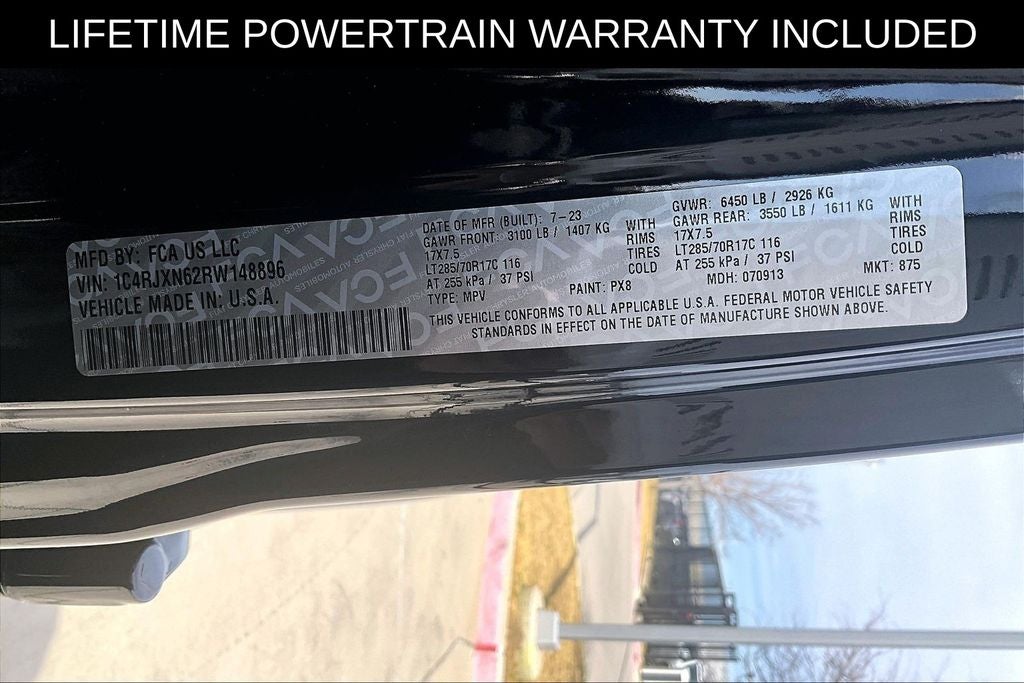 LIFETIME POWERTRAIN WARRANTY INCLUDED
MFD BY: FCA US LLC
VIN: 1C4RJXN62RW148896
VEHICLE MADE IN: U.S.A.
DATE OF MFR (BUILT): 7-23
GAWR FRONT: 3100 LB / 1407 KG WITH
17X7.5 RIMS
LT285/70R17C 116 TIRES
AT 255 kPa / 37 PSI COLD
TYPE: MPV PAINT: PX8
GVWR: 6450 LB / 2926 KG
GAWR REAR: 3550 LB / 1611 KG WITH
17X7.5 RIMS
LT285/70R17C 116 TIRES
AT 255 kPa / 37 PSI COLD
MDH: 070913 MKT: 875
THIS VEHICLE CONFORMS TO ALL APPLICABLE U.S.A. FEDERAL MOTOR VEHICLE SAFETY
STANDARDS IN EFFECT ON THE DATE OF MANUFACTURE SHOWN ABOVE.